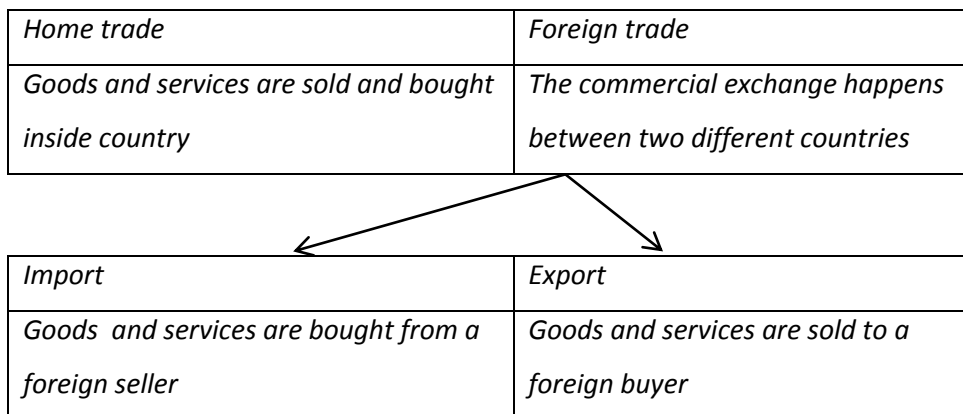 Home trade
Foreign trade
Goods and services are sold and bought
inside country
The commercial exchange happens
between two different countries
Import
Export
Goods  and services are bought from a
foreign seller
Goods and services are sold to a
foreign buyer